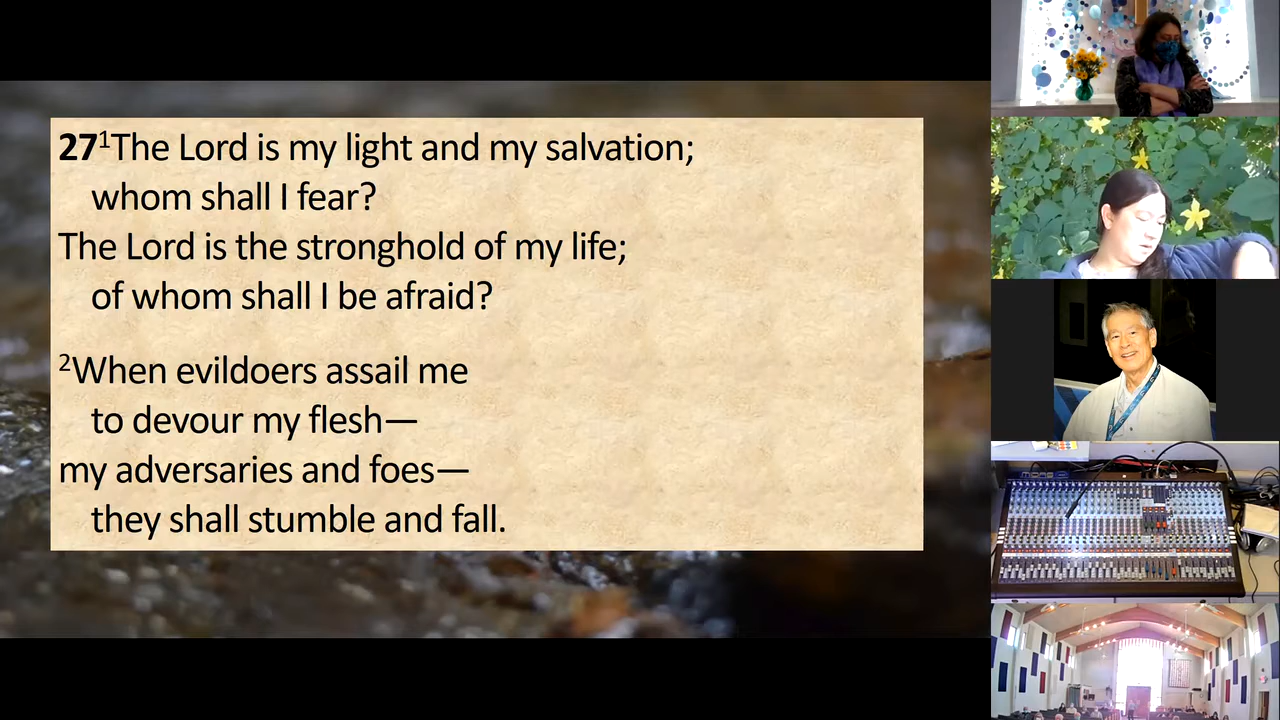 27¹The Lord is my light and my salvation;
whom shall I fear?
The Lord is the stronghold of my life;
of whom shall I be afraid?
²When evildoers assail me
to devour my flesh—
my adversaries and foes—
they shall stumble and fall.